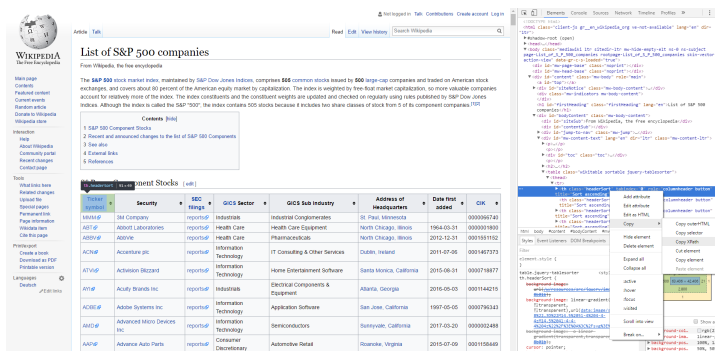 Not logged in Talk Contributions Create account Log in
Article Talk
Read Edit View history Search Wikipedia
WIKIPEDIA
The Free Encyclopedia
Main page
Contents
Featured content
Current events
Random article
Donate to Wikipedia
Wikipedia store
Interaction
Help
About Wikipedia
Community portal
Recent changes
Contact page
Tools
What links here
Related changes
Upload file
Special pages
Permanent link
Page information
Wikidata item
Cite this page
Print/export
Create a book
Download as PDF
Printable version
Languages
Deutsch
Edit links
List of S&P 500 companies
From Wikipedia, the free encyclopedia
The S&P 500 stock market index, maintained by S&P Dow Jones Indices, comprises 505 common stocks issued by 500 large-cap companies and traded on American stock
exchanges, and covers about 80 percent of the American equity market by capitalization. The index is weighted by free-float market capitalization, so more valuable companies
account for relatively more of the index. The index constituents and the constituent weights are updated and checked on regularly using rules published by S&P Dow Jones
Indices. Although the index is called the S&P "500", the index contains 505 stocks because it includes two share classes of stock from 5 of its component companies.[1][2]
Contents [hide]
1 S&P 500 Component Stocks
2 Recent and announced changes to the list of S&P 500 Components
3 See also
4 External links
5 References
Component Stocks [ edit ]
th.headerSort
Ticker symbol Security SEC filings GICS Sector GICS Sub Industry Address of Headquarters Date first added CIK
MMM 3M Company reports Industrials Industrial Conglomerates St. Paul, Minnesota 0000066740
ABT Abbott Laboratories reports Health Care Health Care Equipment North Chicago, Illinois 1964-03-31 0000001800
ABBV AbbVie reports Health Care Pharmaceuticals North Chicago, Illinois 2012-12-31 0001551152
ACN Accenture plc reports Information Technology IT Consulting & Other Services Dublin, Ireland 2011-07-06 0001467373
ATVI Activision Blizzard reports Information Technology Home Entertainment Software Santa Monica, California 2015-08-31 0000718877
AYI Acuity Brands Inc reports Industrials Electrical Components & Equipment Atlanta, Georgia 2016-05-03 0001144215
ADBE Adobe Systems Inc reports Information Technology Application Software San Jose, California 1997-05-05 0000796343
AMD Advanced Micro Devices Inc reports Information Technology Semiconductors Sunnyvale, California 2017-03-20 0000002488
AAP Advance Auto Parts reports Consumer Discretionary Automotive Retail Roanoke, Virginia 2015-07-09 0001158449
Elements Console Sources Network Timeline Profiles
Add attribute
Edit attribute
Edit as HTML
Copy
Hide element
Delete element
Expand all
Collapse all
:active
:hover
:focus
:visited
Scroll into view
Break on...
Copy outerHTML
Copy selector
Copy XPath
Cut element
Copy element
Paste element
Styles Event Listeners DOM Breakpoints